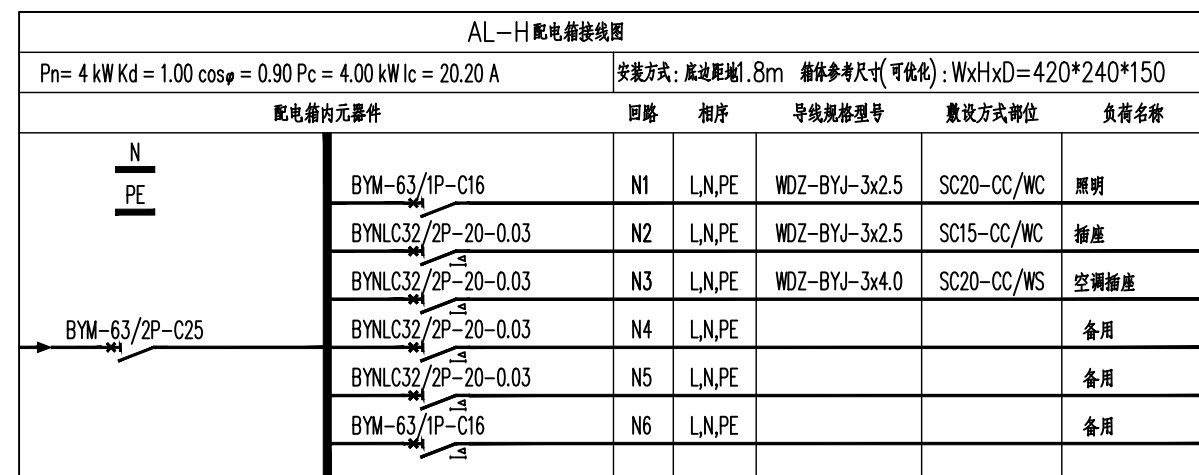 AL-H配电箱接线图
Pn= 4 kW Kd = 1.00 cosφ = 0.90 Pc = 4.00 kW Ic = 20.20 A 安装方式: 底边距地1.8m 箱体参考尺寸(可优化): WxHxD=420*240*150
配电箱内元器件 回路 相序 导线规格型号 敷设方式部位 负荷名称
N
PE
BYM-63/1P-C16 N1 L,N,PE WDZ-BYJ-3x2.5 SC20-CC/WC 照明
BYNLC32/2P-20-0.03 N2 L,N,PE WDZ-BYJ-3x2.5 SC15-CC/WC 插座
BYNLC32/2P-20-0.03 N3 L,N,PE WDZ-BYJ-3x4.0 SC20-CC/WS 空调插座
BYM-63/2P-C25 BYNLC32/2P-20-0.03 N4 L,N,PE 备用
BYNLC32/2P-20-0.03 N5 L,N,PE 备用
BYM-63/1P-C16 N6 L,N,PE 备用